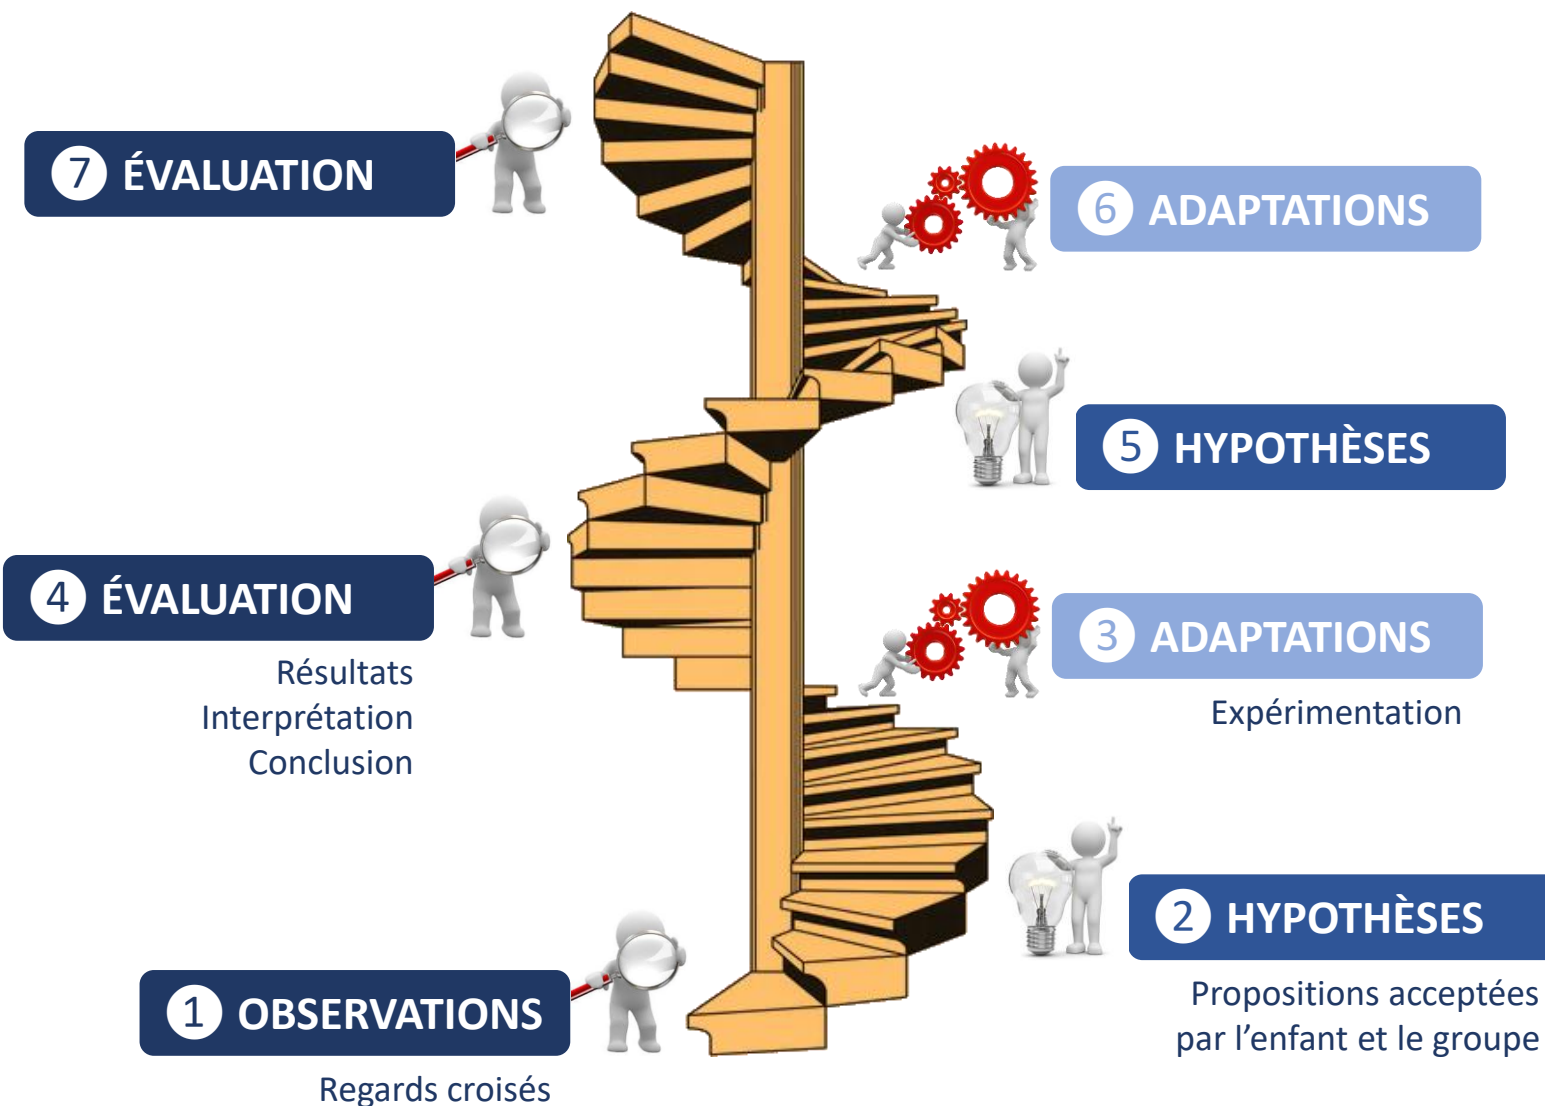 7 ÉVALUATION
6 ADAPTATIONS
5 HYPOTHÈSES
4 ÉVALUATION
Résultats
Interprétation
Conclusion
3 ADAPTATIONS
Expérimentation
2 HYPOTHÈSES
Propositions acceptées
par l’enfant et le groupe
1 OBSERVATIONS
Regards croisés